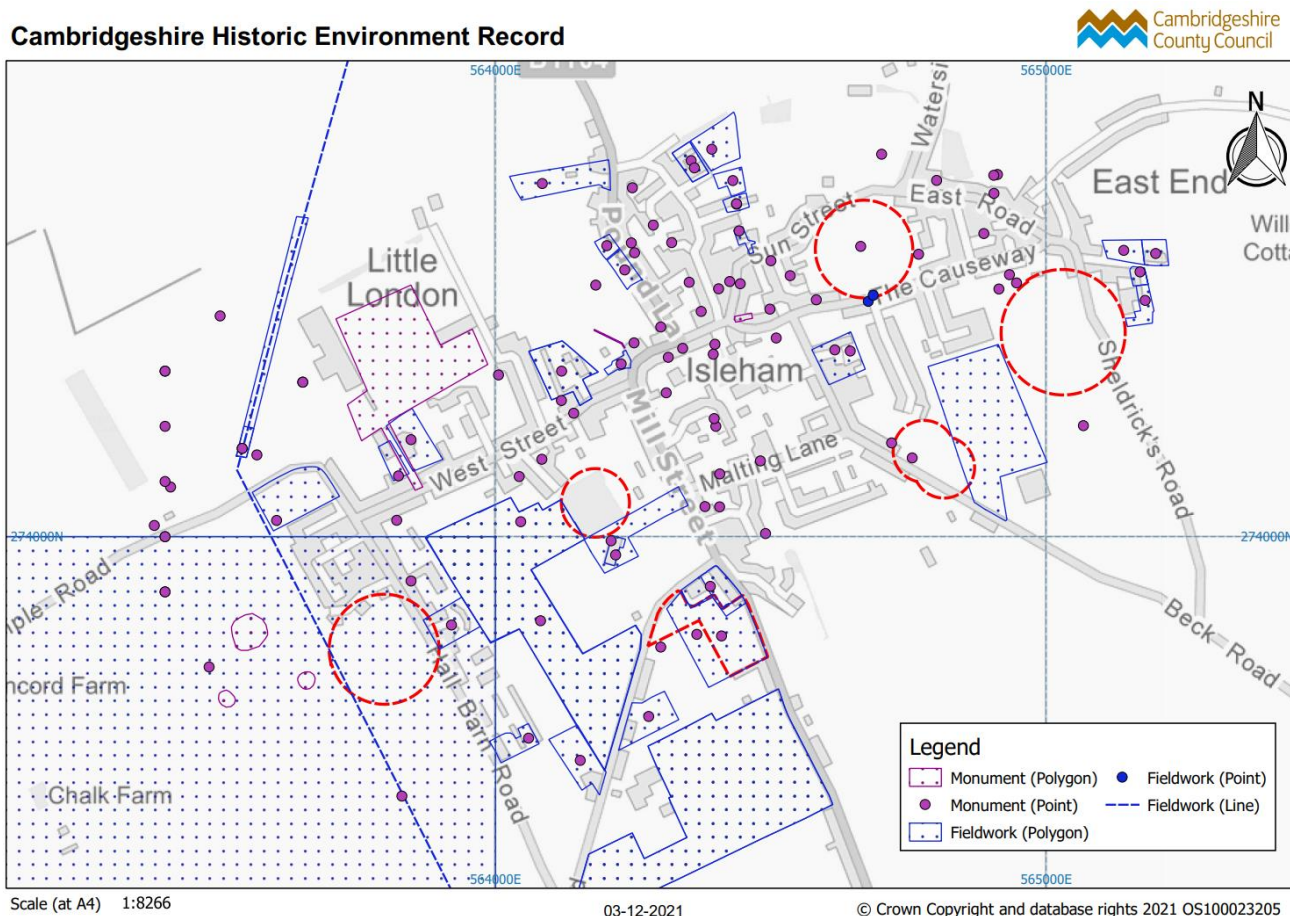 Cambridgeshire Historic Environment Record
Cambridgeshire
County Council
564000E
565000E
N
Sun Street
East Road
East End
Little
London
Pound La
The Causeway
Isleham
Mill Street
West Street
Malting Lane
Sheldrick's Road
274000N
274000N
Beck Road
Hall Barn Road
Chalk Farm
564000E
565000E
Legend
Monument (Polygon)
Fieldwork (Point)
Monument (Point)
Fieldwork (Line)
Fieldwork (Polygon)
Scale (at A4) 1:8266
03-12-2021
© Crown Copyright and database rights 2021 OS100023205